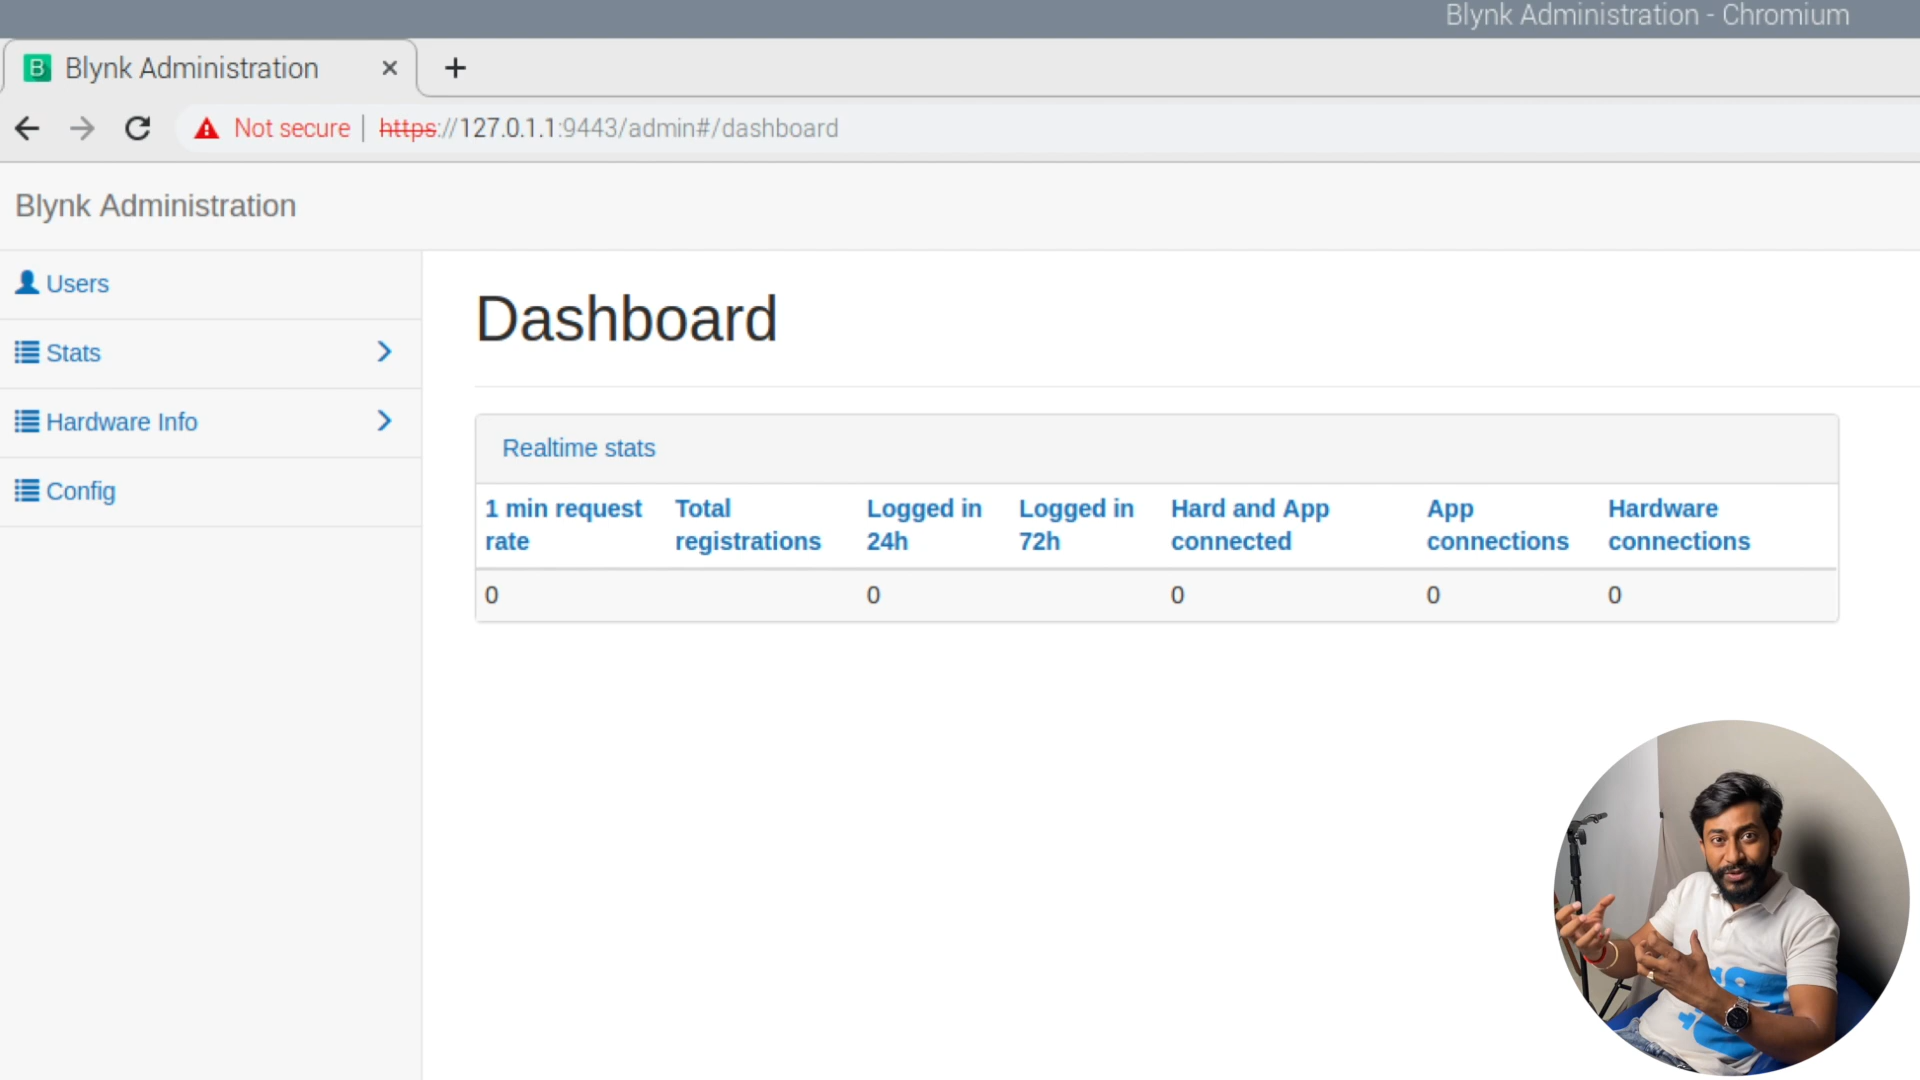 Blynk Administration - Chromium
B Blynk Administration
Not secure | https://127.0.1.1:9443/admin#/dashboard
Blynk Administration
Users
Stats
Hardware Info
Config
Dashboard
Realtime stats
1 min request rate
Total registrations
Logged in 24h
Logged in 72h
Hard and App connected
App connections
Hardware connections
0
0
0
0
0